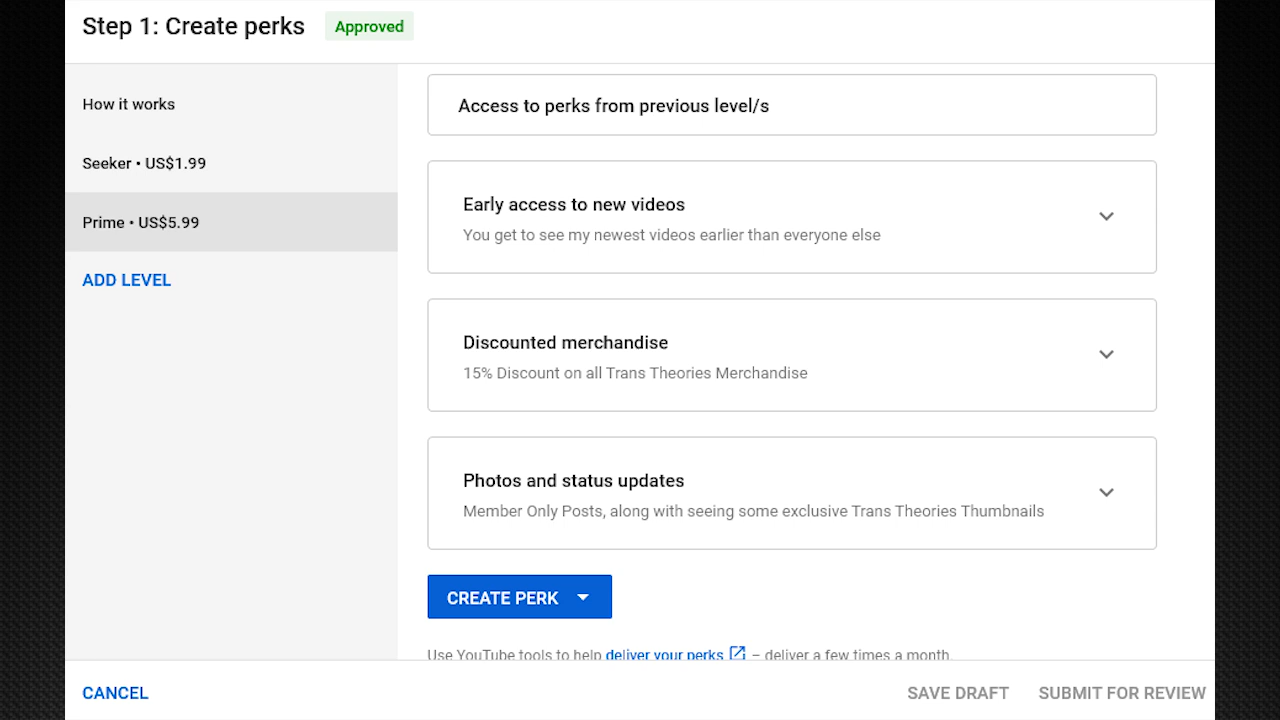 Step 1: Create perks
Approved
How it works
Seeker • US$1.99
Prime • US$5.99
ADD LEVEL
Access to perks from previous level/s
Early access to new videos
You get to see my newest videos earlier than everyone else
Discounted merchandise
15% Discount on all Trans Theories Merchandise
Photos and status updates
Member Only Posts, along with seeing some exclusive Trans Theories Thumbnails
CREATE PERK
Use YouTube tools to help deliver your perks – deliver a few times a month
CANCEL
SAVE DRAFT
SUBMIT FOR REVIEW